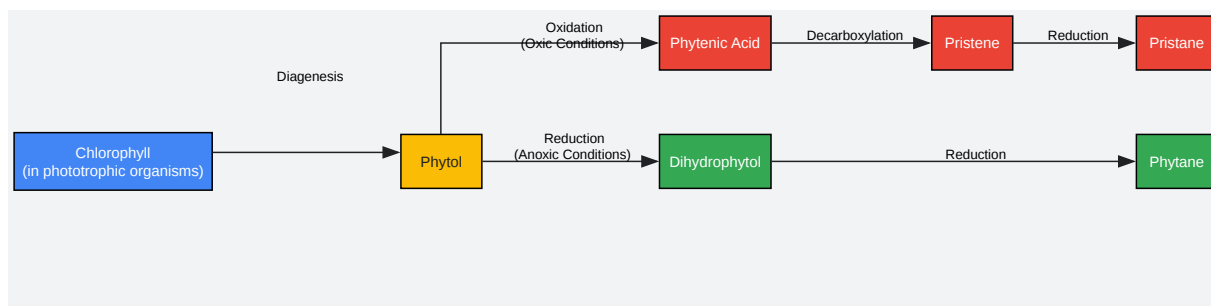 Oxidation
(Oxic Conditions)
Phytenic Acid
Decarboxylation
Pristene
Reduction
Pristane
Diagenesis
Chlorophyll
(in phototrophic organisms)
Phytol
Reduction
(Anoxic Conditions)
Dihydrophytol
Reduction
Phytane